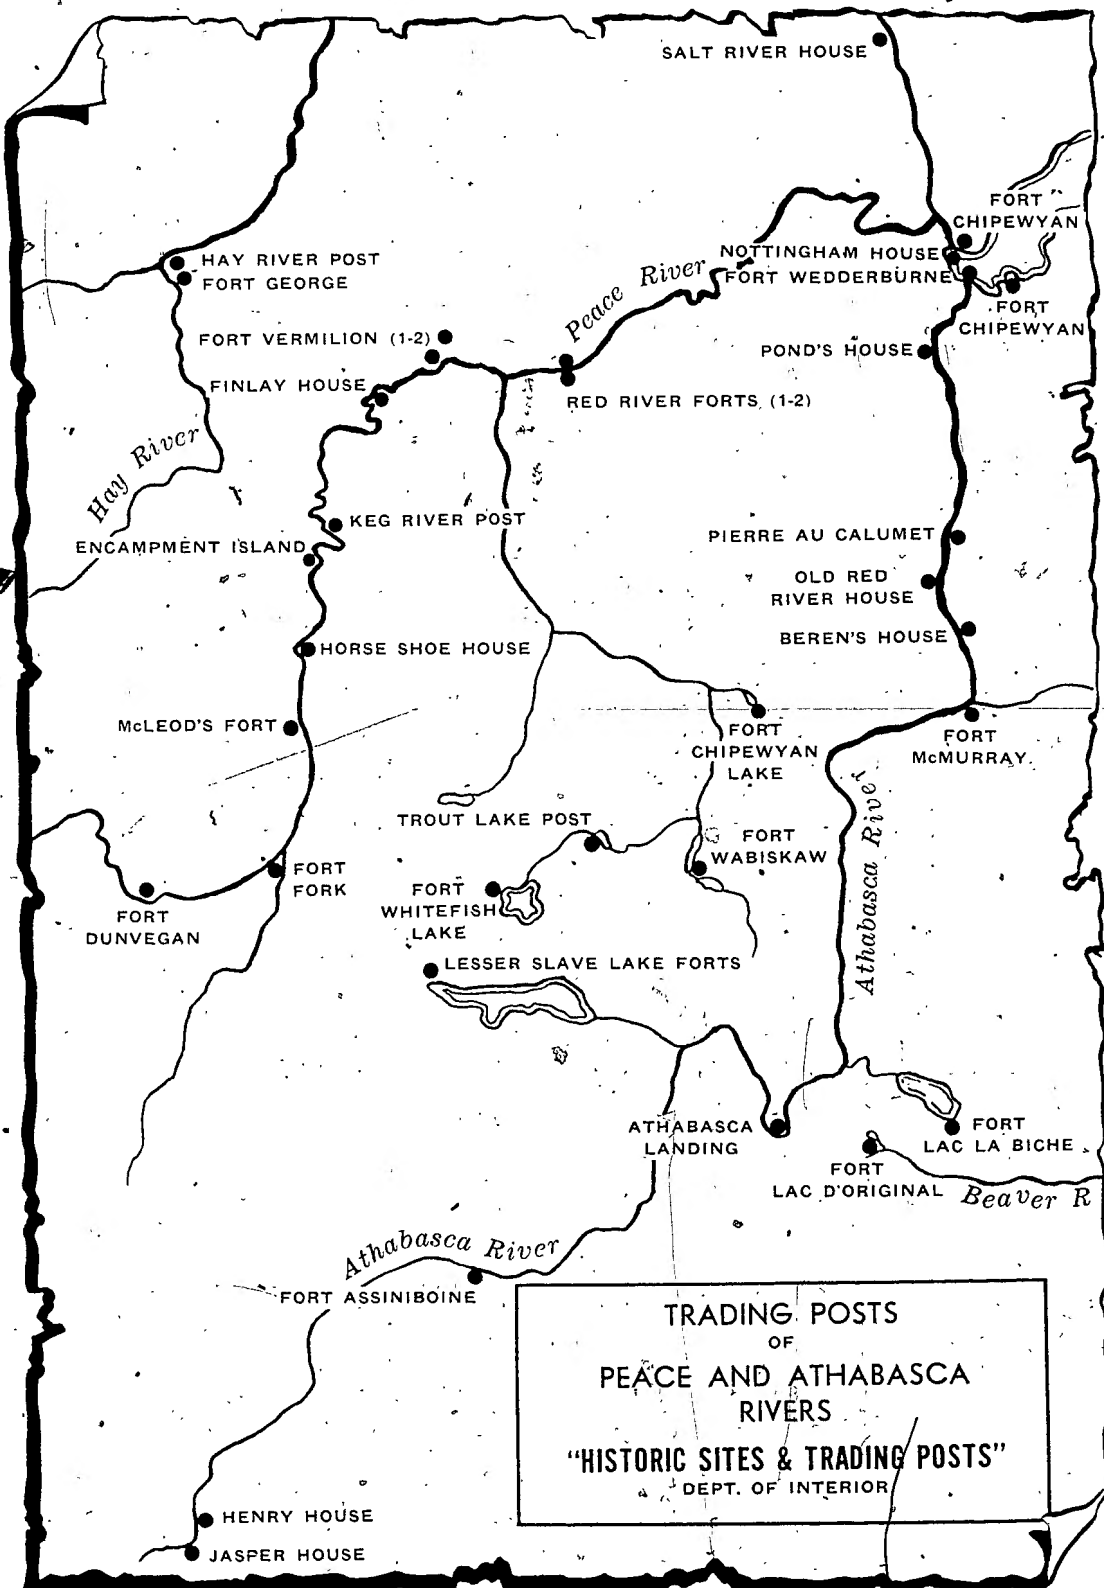 SALT RIVER HOUSE
FORT
CHIPEWYAN
HAY RIVER POST
FORT GEORGE
NOTTINGHAM HOUSE
FORT WEDDERBURNE
Peace River
FORT
CHIPEWYAN
FORT VERMILION (1-2)
POND'S HOUSE
FINLAY HOUSE
RED RIVER FORTS (1-2)
Hay River
KEG RIVER POST
ENCAMPMENT ISLAND
PIERRE AU CALUMET
OLD RED
RIVER HOUSE
BEREN'S HOUSE
HORSE SHOE HOUSE
McLEOD'S FORT
FORT
CHIPEWYAN
LAKE
FORT
McMURRAY
Athabasca River
TROUT LAKE POST
FORT
WABISKAW
FORT
FORK
FORT
WHITEFISH
LAKE
FORT
DUNVEGAN
LESSER SLAVE LAKE FORTS
ATHABASCA
LANDING
FORT
LAC LA BICHE
FORT
LAC D'ORIGINAL
Beaver R
Athabasca River
FORT ASSINIBOINE
TRADING POSTS
OF
PEACE AND ATHABASCA
RIVERS
"HISTORIC SITES & TRADING POSTS"
DEPT. OF INTERIOR
HENRY HOUSE
JASPER HOUSE